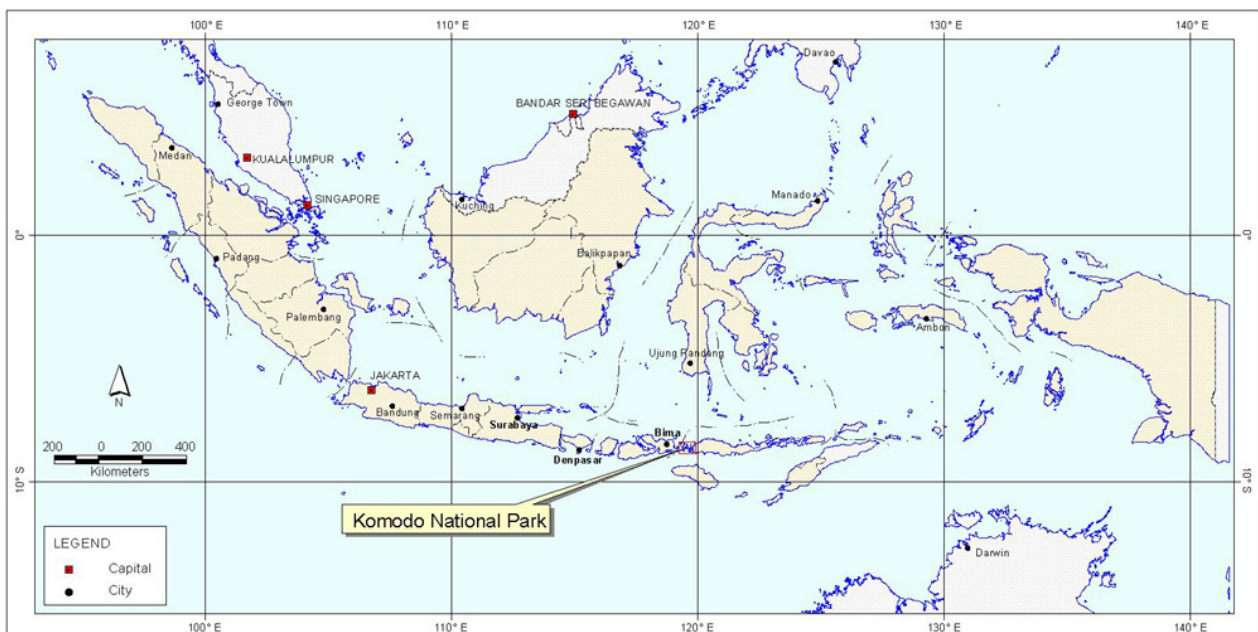 100° E 110° E 120° E 130° E 140° E
Davao
George Town
BANDAR SERI BEGAWAN
Medan
KUALALUMPUR
SINGAPORE
Kuching
Manado
0° 0°
Padang
Balikpapan
Palembang
Ambon
Ujung Pandang
JAKARTA
N
Bandung
Semarang
Surabaya
Bima
200 0 200 400
Kilometers
Denpasar
10° S 10° S
Komodo National Park
LEGEND
Capital
City
Darwin
100° E 110° E 120° E 130° E 140° E